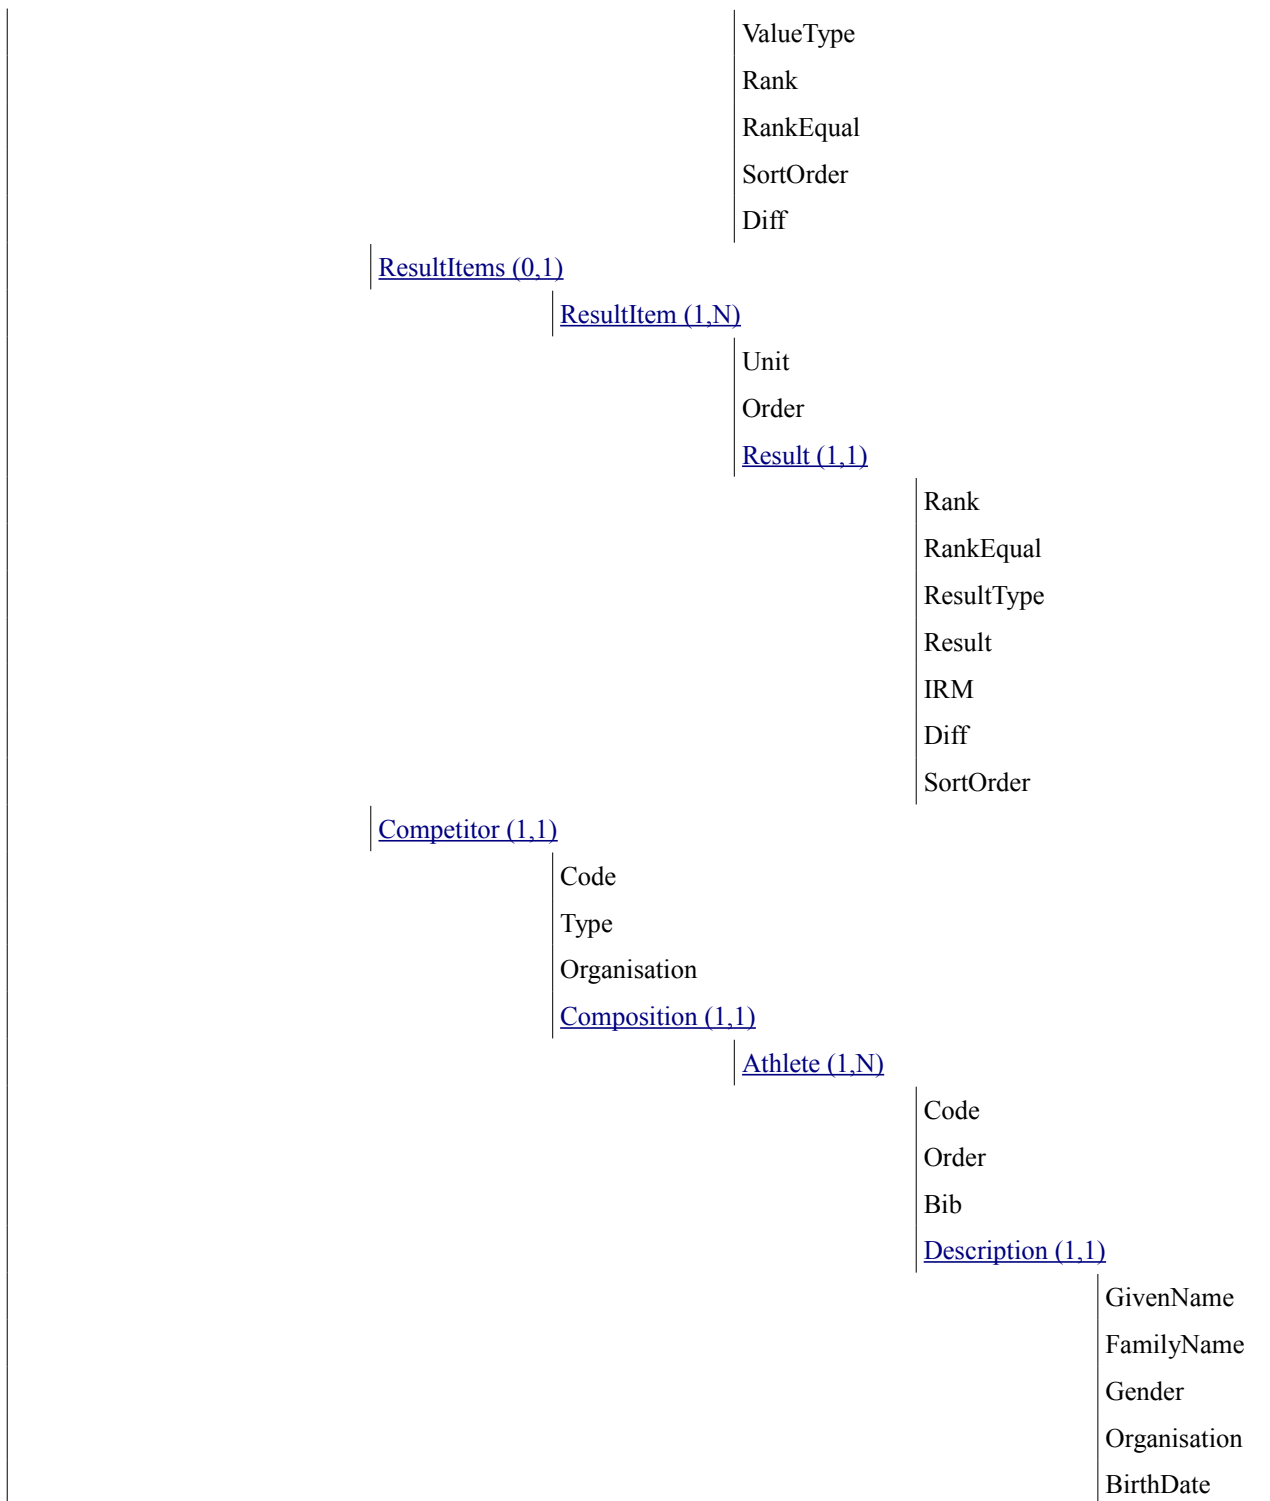 ValueType
Rank
RankEqual
SortOrder
Diff
ResultItems (0,1)
ResultItem (1,N)
Unit
Order
Result (1,1)
Rank
RankEqual
ResultType
Result
IRM
Diff
SortOrder
Competitor (1,1)
Code
Type
Organisation
Composition (1,1)
Athlete (1,N)
Code
Order
Bib
Description (1,1)
GivenName
FamilyName
Gender
Organisation
BirthDate